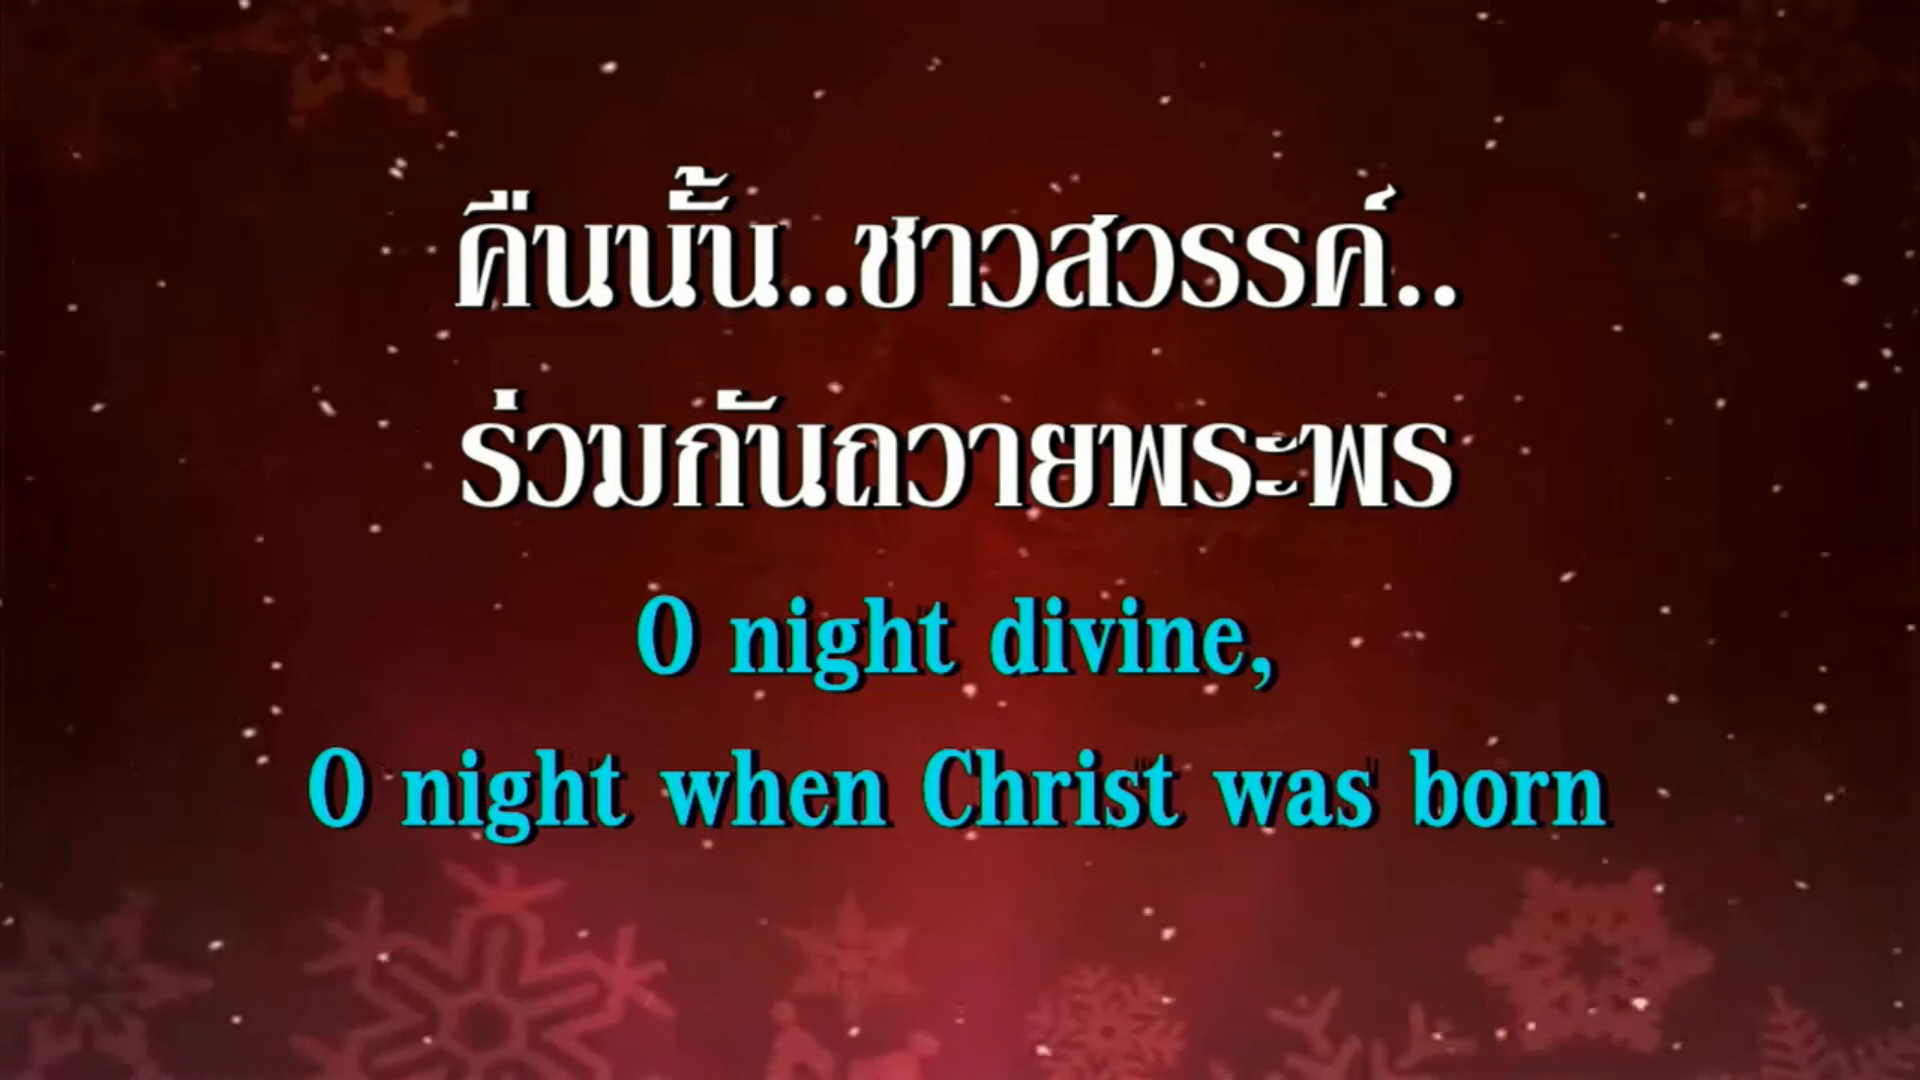 คืนนั้น..ชาวสวรรค์..
ร่วมกันถวายพระพร
O night divine,
O night when Christ was born